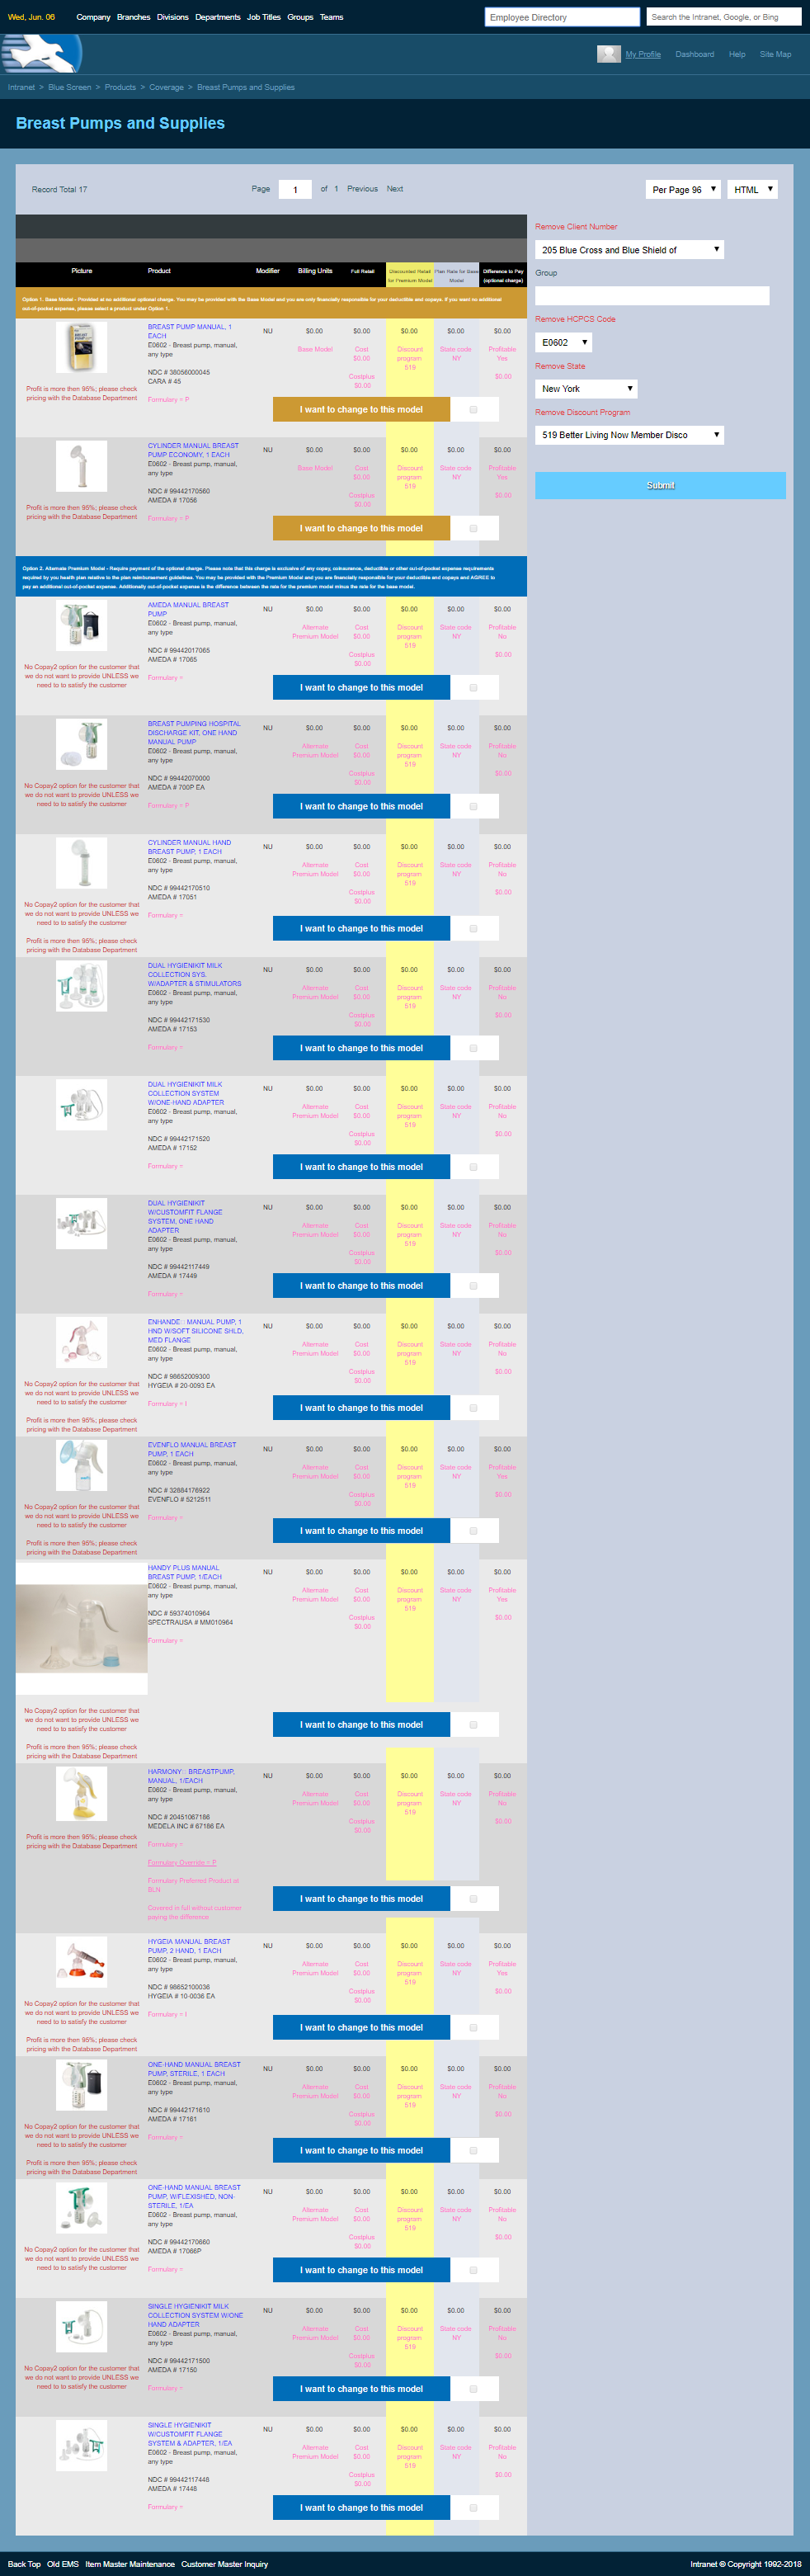 Wed, Jun. 06 Company Branches Divisions Departments Job Titles Groups Teams Employee Directory Search the Intranet, Google, or Bing
My Profile Dashboard Help Site Map
Intranet > Blue Screen > Products > Coverage > Breast Pumps and Supplies
Breast Pumps and Supplies
Record Total 17 Page 1 of 1 Previous Next Per Page 96 HTML
Remove Client Number
205 Blue Cross and Blue Shield of
Group
Remove HCPCS Code
E0602
Remove State
New York
Remove Discount Program
519 Better Living Now Member Disco
Submit
Picture Product Modifier Billing Units Full Retail Discounted Retail for Premium Model Plan Rate for Base Model Difference to Pay (optional charge)
Option 1. Base Model - Provided at no additional optional charge. You may be provided with the Base Model and you are only financially responsible for your deductible and copays. If you want no additional
out-of-pocket expense, please select a product under Option 1.
BREAST PUMP MANUAL, 1 EACH
E0602 - Breast pump, manual, any type
NDC # 38056000045
CARA # 45
Formulary = P
Profit is more then 95%; please check pricing with the Database Department
NU $0.00 $0.00 $0.00 $0.00 $0.00
Base Model Cost $0.00 Discount program 519 State code NY Profitable Yes
Costplus $0.00 $0.00
I want to change to this model
CYLINDER MANUAL BREAST PUMP ECONOMY, 1 EACH
E0602 - Breast pump, manual, any type
NDC # 99442170560
AMEDA # 17056
Formulary = P
Profit is more then 95%; please check pricing with the Database Department
NU $0.00 $0.00 $0.00 $0.00 $0.00
Base Model Cost $0.00 Discount program 519 State code NY Profitable Yes
Costplus $0.00 $0.00
I want to change to this model
Option 2. Alternate Premium Model - Require payment of the optional charge. Please note that this charge is exclusive of any copay, coinsurance, deductible or other out-of-pocket expense requirements
required by you health plan relative to the plan reimbursement guidelines. You may be provided with the Premium Model and you are financially responsible for your deductible and copays and AGREE to
pay an additional out-of-pocket expense. Additionally out-of-pocket expense is the difference between the rate for the premium model minus the rate for the base model.
AMEDA MANUAL BREAST PUMP
E0602 - Breast pump, manual, any type
NDC # 99442017065
AMEDA # 17065
Formulary =
No Copay2 option for the customer that we do not want to provide UNLESS we need to to satisfy the customer
NU $0.00 $0.00 $0.00 $0.00 $0.00
Alternate Premium Model Cost $0.00 Discount program 519 State code NY Profitable No
Costplus $0.00 $0.00
I want to change to this model
BREAST PUMPING HOSPITAL DISCHARGE KIT, ONE HAND MANUAL PUMP
E0602 - Breast pump, manual, any type
NDC # 99442070000
AMEDA # 700P EA
Formulary = P
No Copay2 option for the customer that we do not want to provide UNLESS we need to to satisfy the customer
NU $0.00 $0.00 $0.00 $0.00 $0.00
Alternate Premium Model Cost $0.00 Discount program 519 State code NY Profitable No
Costplus $0.00 $0.00
I want to change to this model
CYLINDER MANUAL HAND BREAST PUMP, 1 EACH
E0602 - Breast pump, manual, any type
NDC # 99442170510
AMEDA # 17051
Formulary =
No Copay2 option for the customer that we do not want to provide UNLESS we need to to satisfy the customer
Profit is more then 95%; please check pricing with the Database Department
NU $0.00 $0.00 $0.00 $0.00 $0.00
Alternate Premium Model Cost $0.00 Discount program 519 State code NY Profitable No
Costplus $0.00 $0.00
I want to change to this model
DUAL HYGIENIKIT MILK COLLECTION SYS. W/ADAPTER & STIMULATORS
E0602 - Breast pump, manual, any type
NDC # 99442171530
AMEDA # 17153
Formulary =
NU $0.00 $0.00 $0.00 $0.00 $0.00
Alternate Premium Model Cost $0.00 Discount program 519 State code NY Profitable No
Costplus $0.00 $0.00
I want to change to this model
DUAL HYGIENIKIT MILK COLLECTION SYSTEM W/ONE-HAND ADAPTER
E0602 - Breast pump, manual, any type
NDC # 99442171520
AMEDA # 17152
Formulary =
NU $0.00 $0.00 $0.00 $0.00 $0.00
Alternate Premium Model Cost $0.00 Discount program 519 State code NY Profitable No
Costplus $0.00 $0.00
I want to change to this model
DUAL HYGIENIKIT W/CUSTOMFIT FLANGE SYSTEM, ONE HAND ADAPTER
E0602 - Breast pump, manual, any type
NDC # 99442117449
AMEDA # 17449
Formulary =
NU $0.00 $0.00 $0.00 $0.00 $0.00
Alternate Premium Model Cost $0.00 Discount program 519 State code NY Profitable No
Costplus $0.00 $0.00
I want to change to this model
ENHANDE MANUAL PUMP, 1 HND W/SOFT SILICONE SHLD, MED FLANGE
E0602 - Breast pump, manual, any type
NDC # 98652009300
HYGEIA # 20-0093 EA
Formulary = I
No Copay2 option for the customer that we do not want to provide UNLESS we need to to satisfy the customer
Profit is more then 95%; please check pricing with the Database Department
NU $0.00 $0.00 $0.00 $0.00 $0.00
Alternate Premium Model Cost $0.00 Discount program 519 State code NY Profitable No
Costplus $0.00 $0.00
I want to change to this model
EVENFLO MANUAL BREAST PUMP, 1 EACH
E0602 - Breast pump, manual, any type
NDC # 32884176922
EVENFLO # 5212511
Formulary =
No Copay2 option for the customer that we do not want to provide UNLESS we need to to satisfy the customer
Profit is more then 95%; please check pricing with the Database Department
NU $0.00 $0.00 $0.00 $0.00 $0.00
Alternate Premium Model Cost $0.00 Discount program 519 State code NY Profitable Yes
Costplus $0.00 $0.00
I want to change to this model
HANDY PLUS MANUAL BREAST PUMP, 1/EACH
E0602 - Breast pump, manual, any type
NDC # 59374010964
SPECTRAUSA # MM010964
Formulary =
No Copay2 option for the customer that we do not want to provide UNLESS we need to to satisfy the customer
Profit is more then 95%; please check pricing with the Database Department
NU $0.00 $0.00 $0.00 $0.00 $0.00
Alternate Premium Model Cost $0.00 Discount program 519 State code NY Profitable Yes
Costplus $0.00 $0.00
I want to change to this model
HARMONY BREASTPUMP, MANUAL, 1/EACH
E0602 - Breast pump, manual, any type
NDC # 20451067186
MEDELA INC # 67186 EA
Formulary =
Formulary Override = P
Formulary Preferred Product at BLN
Covered in full without customer paying the difference
Profit is more then 95%; please check pricing with the Database Department
NU $0.00 $0.00 $0.00 $0.00 $0.00
Alternate Premium Model Cost $0.00 Discount program 519 State code NY Profitable No
Costplus $0.00 $0.00
I want to change to this model
HYGEIA MANUAL BREAST PUMP, 2 HAND, 1 EACH
E0602 - Breast pump, manual, any type
NDC # 98652100036
HYGEIA # 10-0036 EA
Formulary = I
No Copay2 option for the customer that we do not want to provide UNLESS we need to to satisfy the customer
Profit is more then 95%; please check pricing with the Database Department
NU $0.00 $0.00 $0.00 $0.00 $0.00
Alternate Premium Model Cost $0.00 Discount program 519 State code NY Profitable Yes
Costplus $0.00 $0.00
I want to change to this model
ONE-HAND MANUAL BREAST PUMP, STERILE, 1 EACH
E0602 - Breast pump, manual, any type
NDC # 99442171610
AMEDA # 17161
Formulary =
No Copay2 option for the customer that we do not want to provide UNLESS we need to to satisfy the customer
Profit is more then 95%; please check pricing with the Database Department
NU $0.00 $0.00 $0.00 $0.00 $0.00
Alternate Premium Model Cost $0.00 Discount program 519 State code NY Profitable No
Costplus $0.00 $0.00
I want to change to this model
ONE-HAND MANUAL BREAST PUMP, W/FLEXISHED, NON-STERILE, 1/EA
E0602 - Breast pump, manual, any type
NDC # 99442170660
AMEDA # 17066P
Formulary =
No Copay2 option for the customer that we do not want to provide UNLESS we need to to satisfy the customer
NU $0.00 $0.00 $0.00 $0.00 $0.00
Alternate Premium Model Cost $0.00 Discount program 519 State code NY Profitable No
Costplus $0.00 $0.00
I want to change to this model
SINGLE HYGIENIKIT MILK COLLECTION SYSTEM W/ONE HAND ADAPTER
E0602 - Breast pump, manual, any type
NDC # 99442171500
AMEDA # 17150
Formulary =
No Copay2 option for the customer that we do not want to provide UNLESS we need to to satisfy the customer
NU $0.00 $0.00 $0.00 $0.00 $0.00
Alternate Premium Model Cost $0.00 Discount program 519 State code NY Profitable No
Costplus $0.00 $0.00
I want to change to this model
SINGLE HYGIENIKIT W/CUSTOMFIT FLANGE SYSTEM & ADAPTER, 1/EA
E0602 - Breast pump, manual, any type
NDC # 99442117448
AMEDA # 17448
Formulary =
NU $0.00 $0.00 $0.00 $0.00 $0.00
Alternate Premium Model Cost $0.00 Discount program 519 State code NY Profitable No
Costplus $0.00 $0.00
I want to change to this model
Back Top Old EMS Item Master Maintenance Customer Master Inquiry Intranet © Copyright 1992-2018